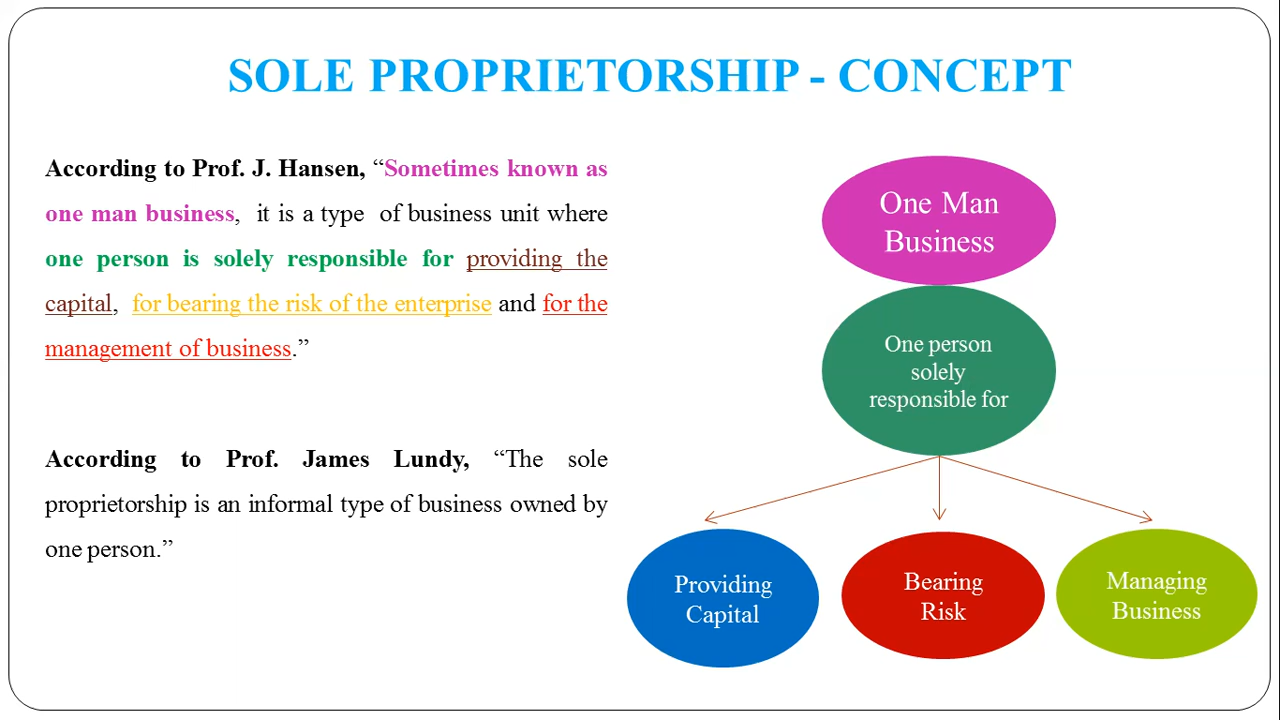 SOLE PROPRIETORSHIP - CONCEPT
According to Prof. J. Hansen, “Sometimes known as
one man business, it is a type of business unit where
one person is solely responsible for providing the
capital, for bearing the risk of the enterprise and for the
management of business.”
According to Prof. James Lundy, “The sole
proprietorship is an informal type of business owned by
one person.”
One Man
Business
One person
solely
responsible for
Providing
Capital
Bearing
Risk
Managing
Business